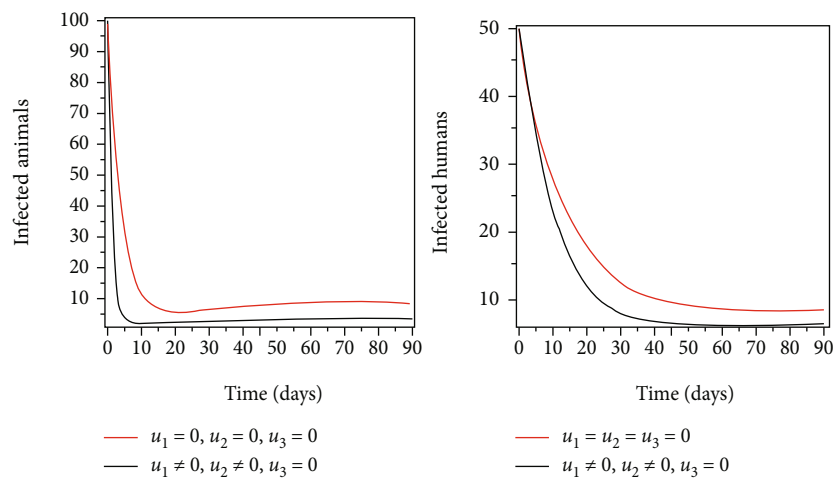 100
90
80
70
60
50
40
30
20
10
Infected animals
0 10 20 30 40 50 60 70 80 90
Time (days)
u₁ = 0, u₂ = 0, u₃ = 0
u₁ ≠ 0, u₂ ≠ 0, u₃ = 0
50
40
30
20
10
Infected humans
0 10 20 30 40 50 60 70 80 90
Time (days)
u₁ = u₂ = u₃ = 0
u₁ ≠ 0, u₂ ≠ 0, u₃ = 0